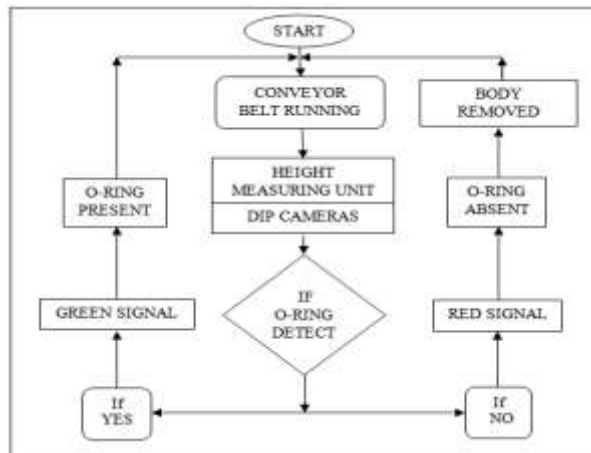 START
CONVEYOR
BELT RUNNING
BODY
REMOVED
HEIGHT
MEASURING UNIT
DIP CAMERAS
O-RING
PRESENT
O-RING
ABSENT
IF
O-RING
DETECT
GREEN SIGNAL
RED SIGNAL
If
YES
If
NO